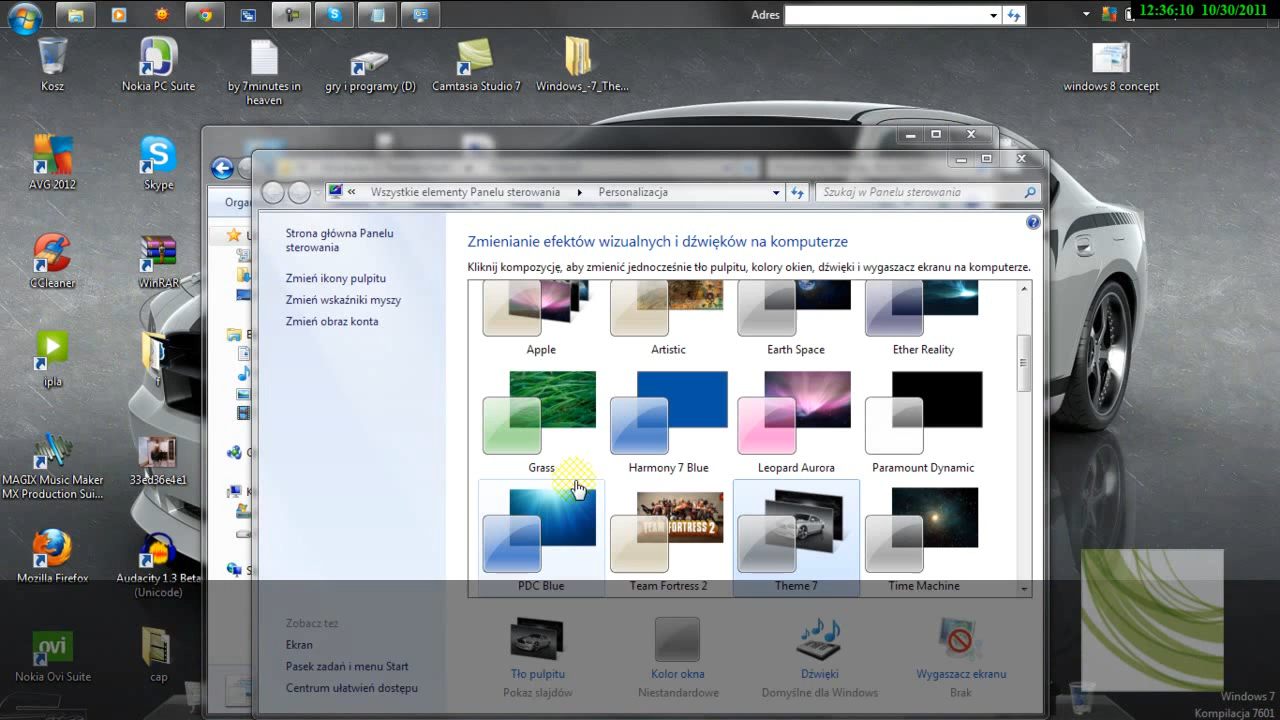 Adres
12:36:10 10/30/2011
Kosz
Nokia PC Suite
by 7minutes in
heaven
gry i programy (D)
Camtasia Studio 7
Windows_-7_The...
windows 8 concept
AVG 2012
Skype
CCleaner
WinRAR
ipla
f
MAGIX Music Maker
MX Production Sui...
33ed36e4e1
Mozilla Firefox
Audacity 1.3 Beta
(Unicode)
ovi
Nokia Ovi Suite
cap
Orga
«
Wszystkie elementy Panelu sterowania
Personalizacja
Szukaj w Panelu sterowania
Strona główna Panelu
sterowania
Zmień ikony pulpitu
Zmień wskaźniki myszy
Zmień obraz konta
Zmienianie efektów wizualnych i dźwięków na komputerze
Kliknij kompozycję, aby zmienić jednocześnie tło pulpitu, kolory okien, dźwięki i wygaszacz ekranu na komputerze.
Apple
Artistic
Earth Space
Ether Reality
Grass
Harmony 7 Blue
Leopard Aurora
Paramount Dynamic
TEAM FORTRESS 2
PDC Blue
Team Fortress 2
Theme 7
Time Machine
Zobacz też
Ekran
Pasek zadań i menu Start
Centrum ułatwień dostępu
Tło pulpitu
Pokaz slajdów
Kolor okna
Niestandardowe
Dźwięki
Domyślne dla Windows
Wygaszacz ekranu
Brak
Windows 7
Kompilacja 7601